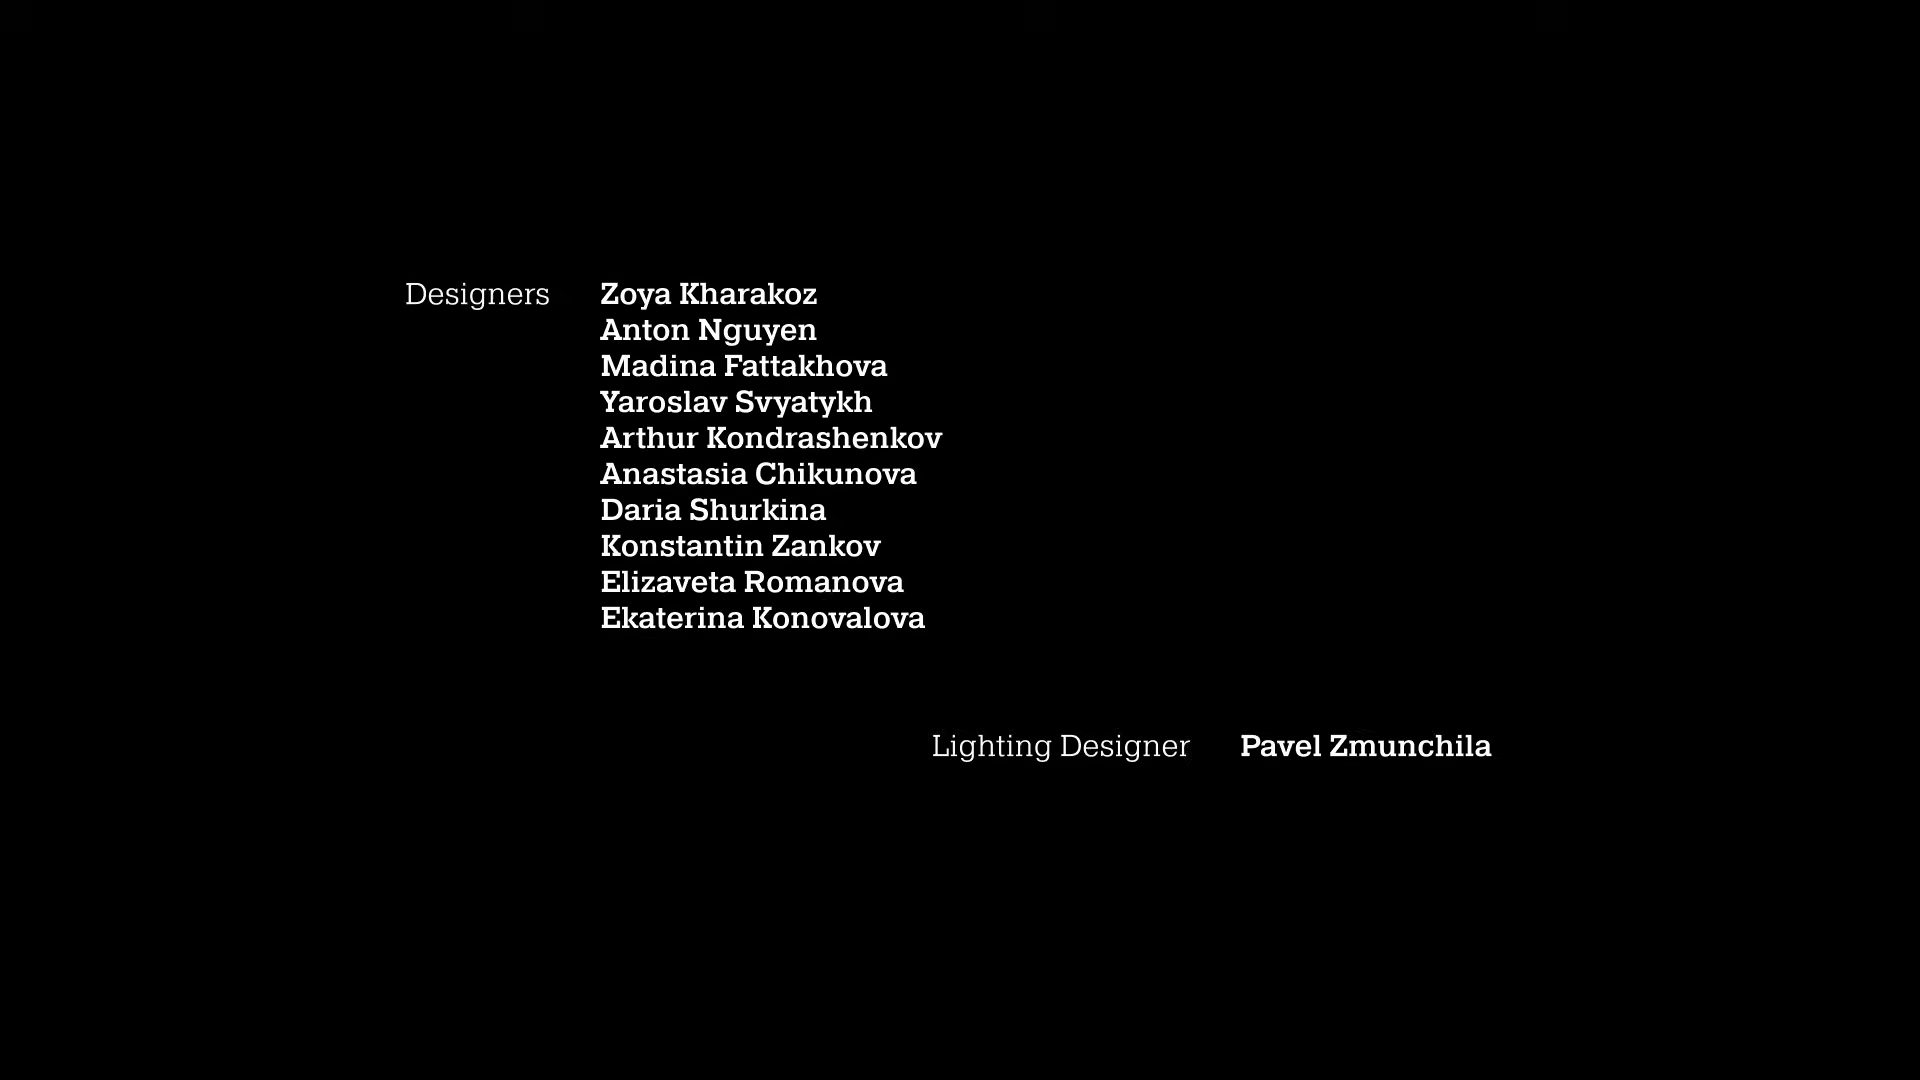 Designers Zoya Kharakoz
Anton Nguyen
Madina Fattakhova
Yaroslav Svyatykh
Arthur Kondrashenkov
Anastasia Chikunova
Daria Shurkina
Konstantin Zankov
Elizaveta Romanova
Ekaterina Konovalova
Lighting Designer Pavel Zmunchila